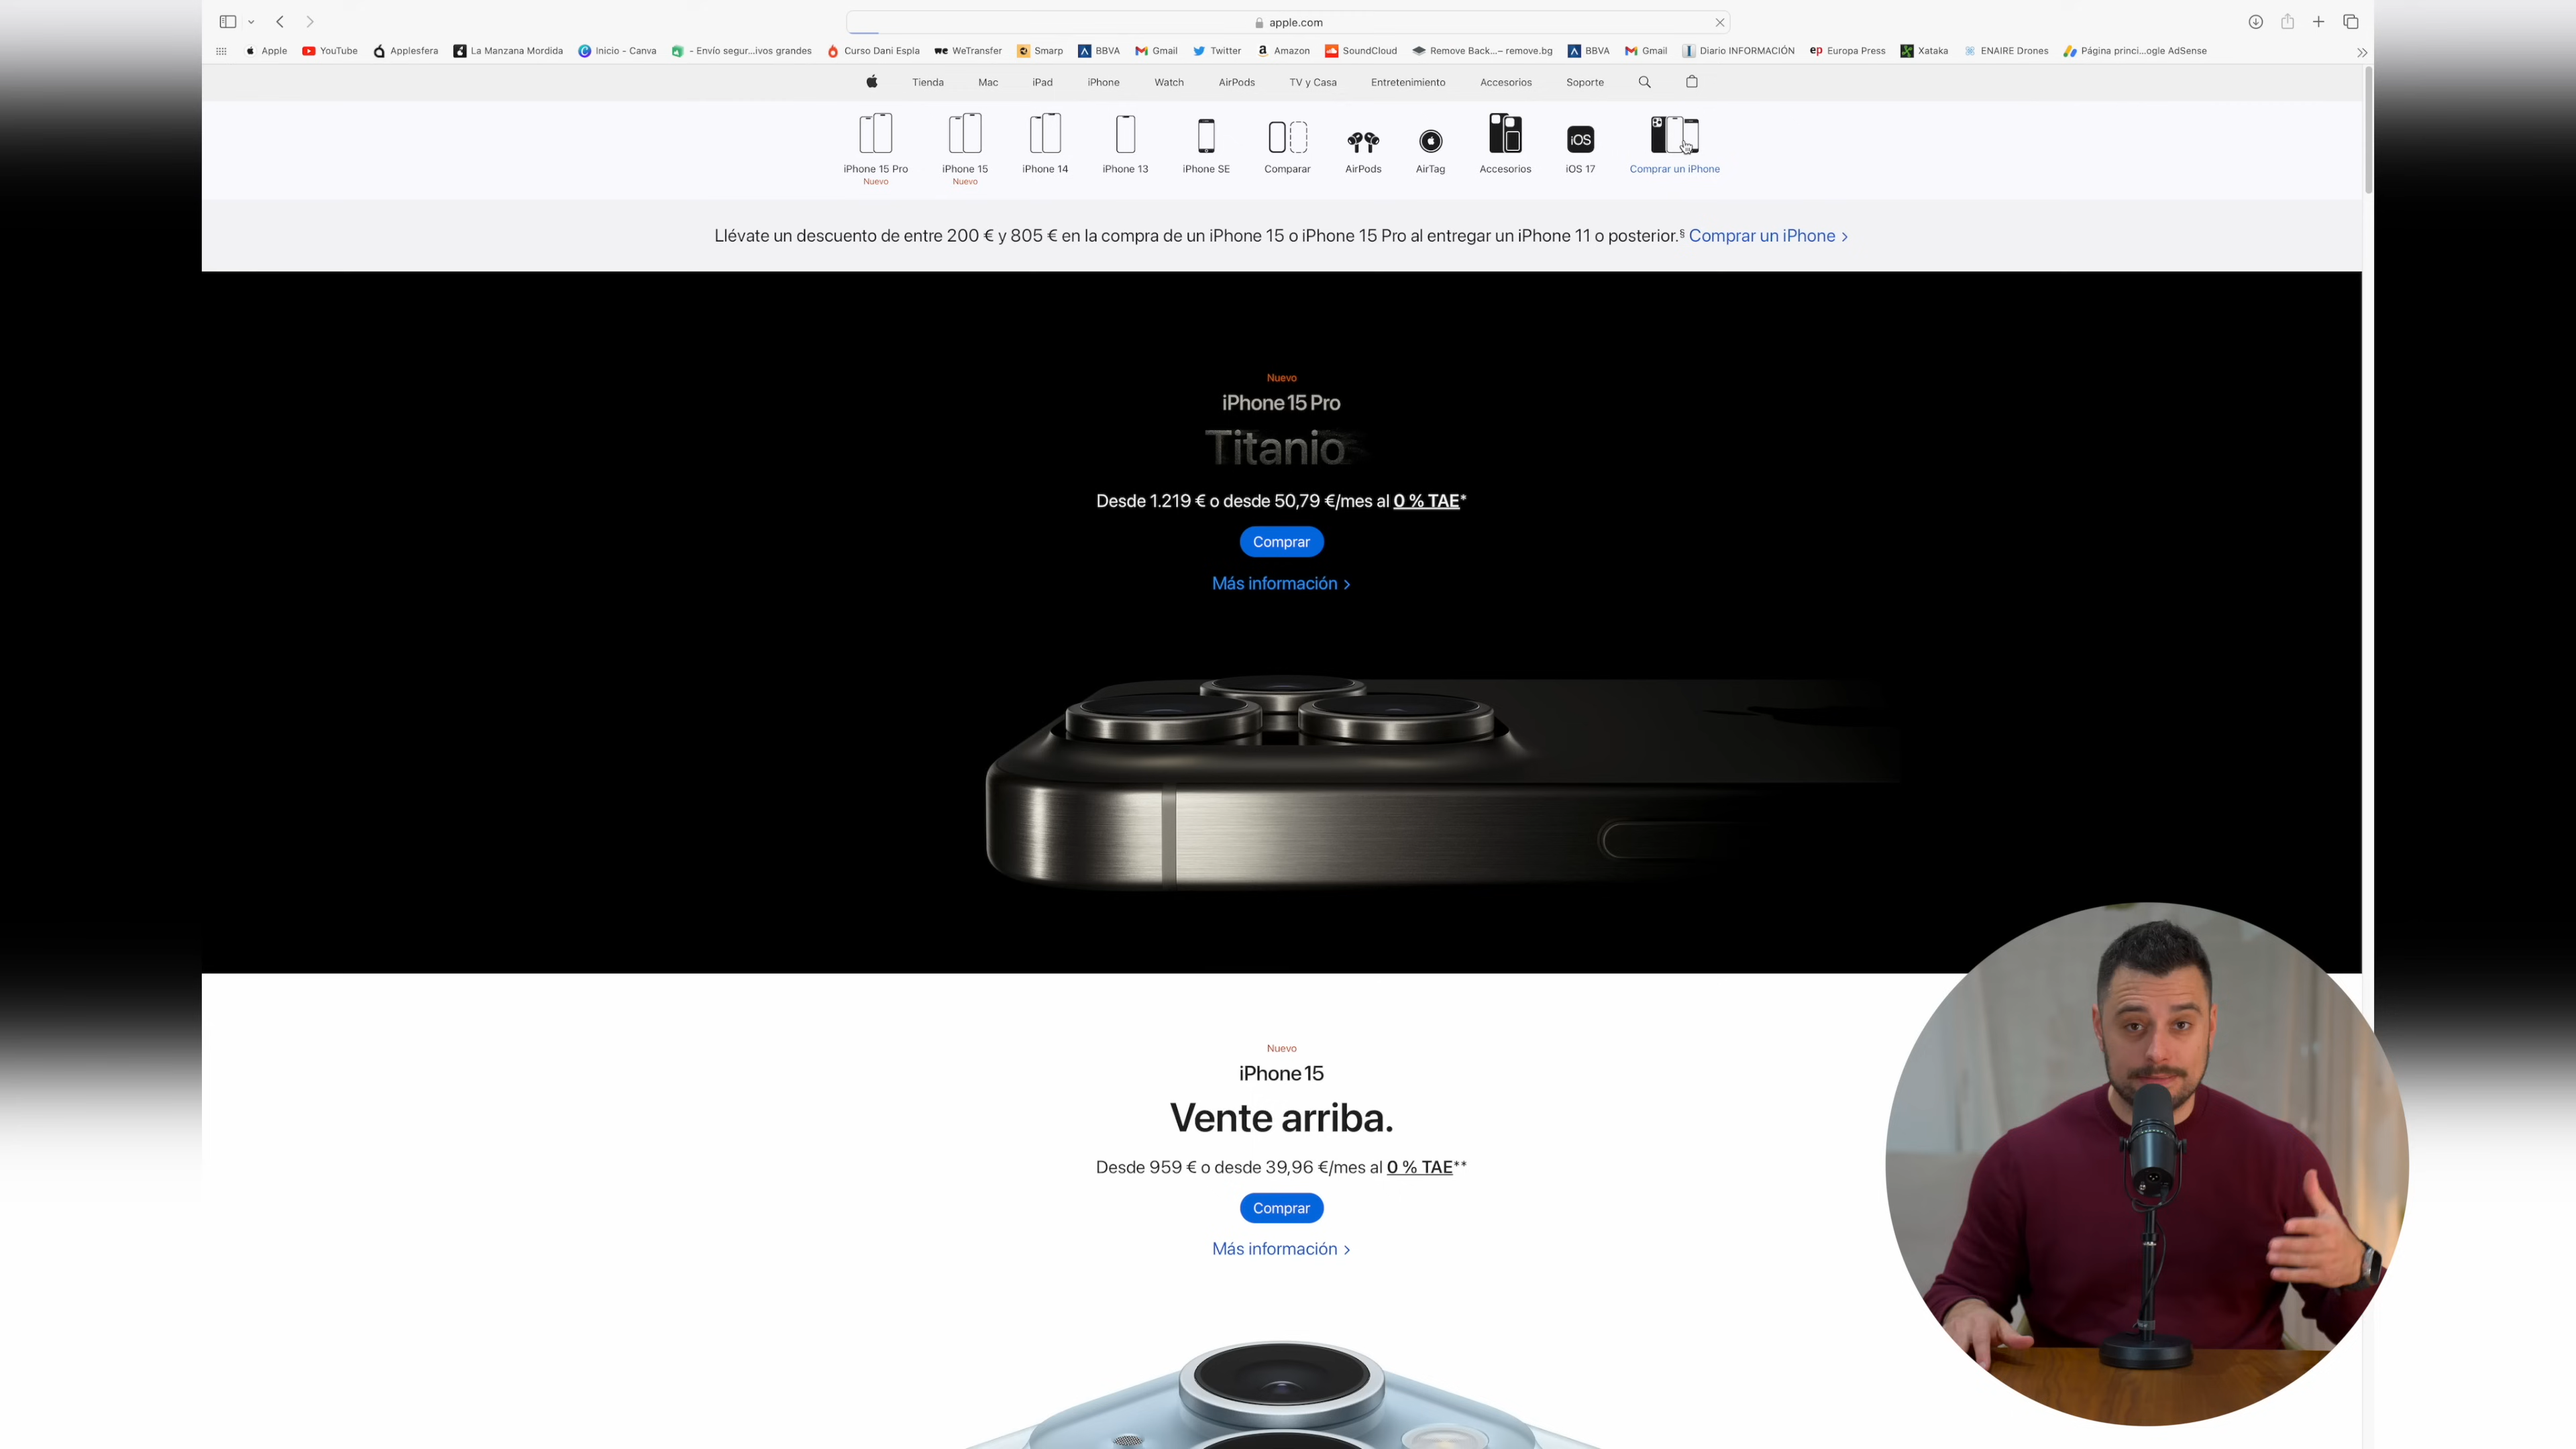 apple.com
Apple YouTube Applesfera La Manzana Mordida Inicio - Canva - Envío segur...ivos grandes Curso Dani Espla WeTransfer Smarp BBVA Gmail Twitter Amazon SoundCloud Remove Back...– remove.bg BBVA Gmail Diario INFORMACIÓN Europa Press Xataka ENAIRE Drones Página princi...ogle AdSense
Tienda Mac iPad iPhone Watch AirPods TV y Casa Entretenimiento Accesorios Soporte
iOS
iPhone 15 Pro iPhone 15 iPhone 14 iPhone 13 iPhone SE Comparar AirPods AirTag Accesorios iOS 17 Comprar un iPhone
Nuevo Nuevo
Llévate un descuento de entre 200 € y 805 € en la compra de un iPhone 15 o iPhone 15 Pro al entregar un iPhone 11 o posterior.§ Comprar un iPhone >
Nuevo
iPhone 15 Pro
Titanio
Desde 1.219 € o desde 50,79 €/mes al 0 % TAE*
Comprar
Más información >
Nuevo
iPhone 15
Vente arriba.
Desde 959 € o desde 39,96 €/mes al 0 % TAE**
Comprar
Más información >